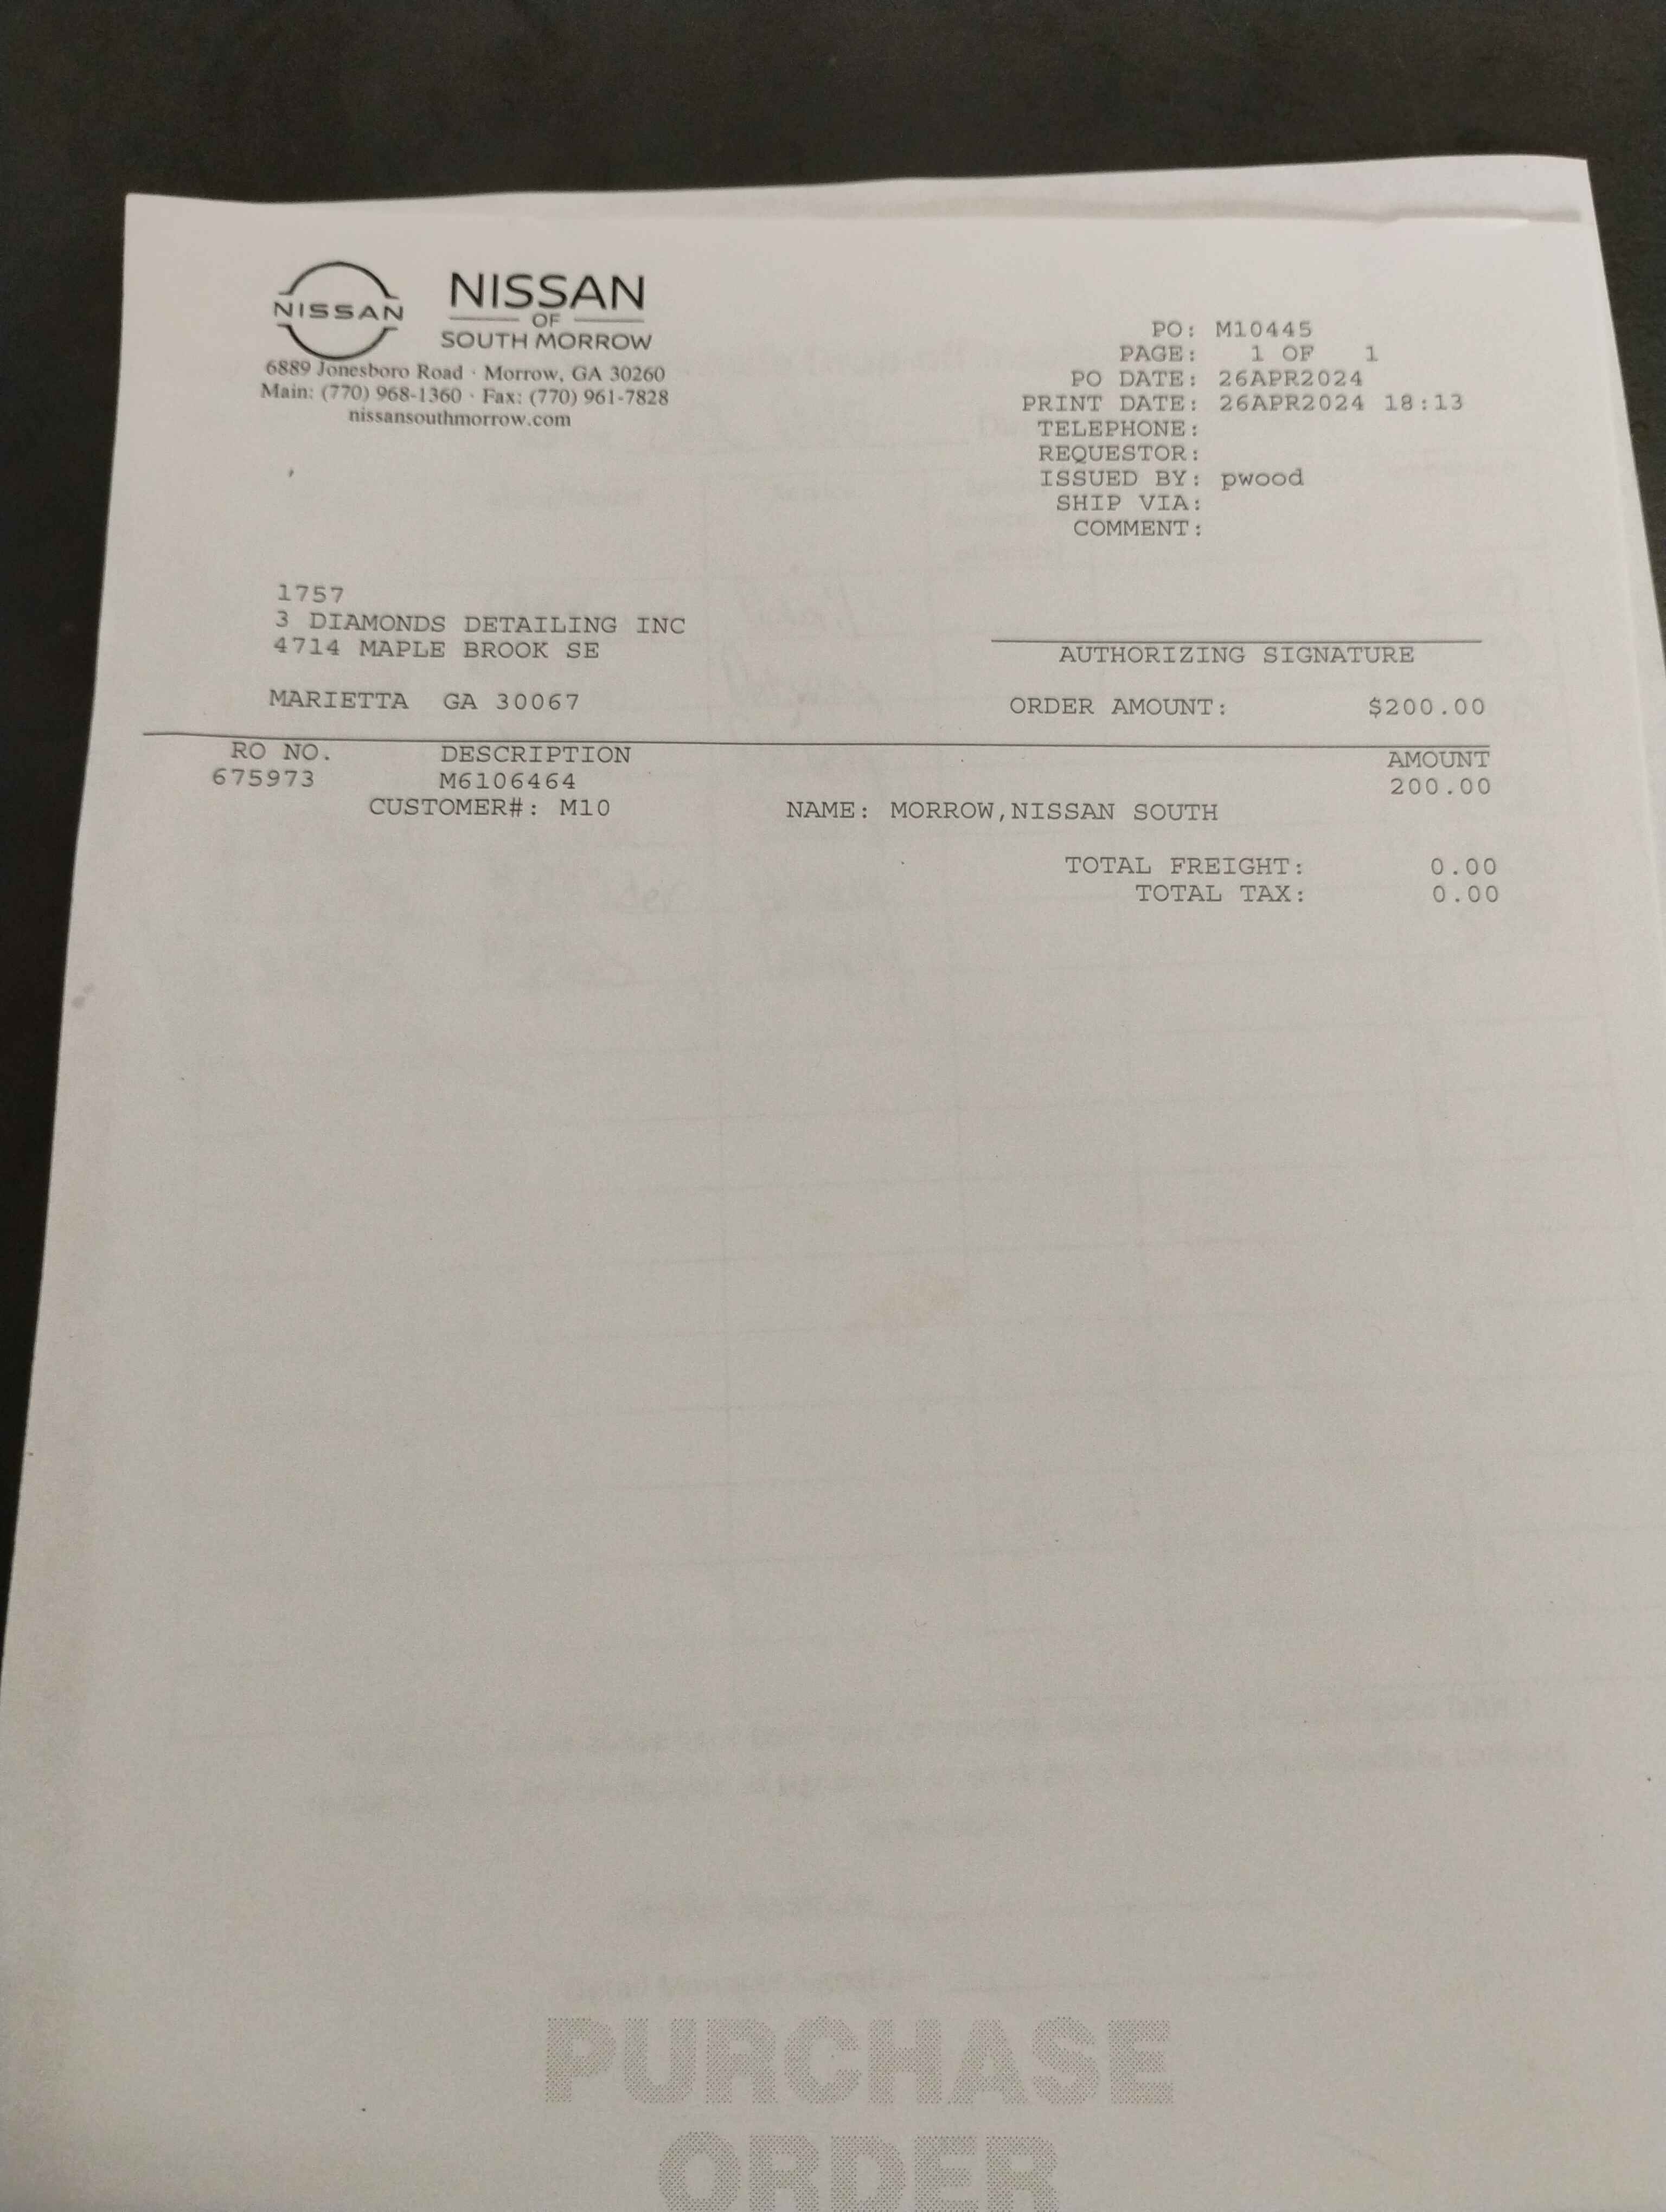 NISSAN
NISSAN
OF
SOUTH MORROW
6889 Jonesboro Road · Morrow, GA 30260
Main: (770) 968-1360 · Fax: (770) 961-7828
nissansouthmorrow.com
PO: M10445
PAGE: 1 OF 1
PO DATE: 26APR2024
PRINT DATE: 26APR2024 18:13
TELEPHONE:
REQUESTOR:
ISSUED BY: pwood
SHIP VIA:
COMMENT:
1757
3 DIAMONDS DETAILING INC
4714 MAPLE BROOK SE
MARIETTA GA 30067
AUTHORIZING SIGNATURE
ORDER AMOUNT: $200.00
RO NO. DESCRIPTION AMOUNT
675973 M6106464 200.00
CUSTOMER#: M10 NAME: MORROW,NISSAN SOUTH
TOTAL FREIGHT: 0.00
TOTAL TAX: 0.00
PURCHASE
ORDER